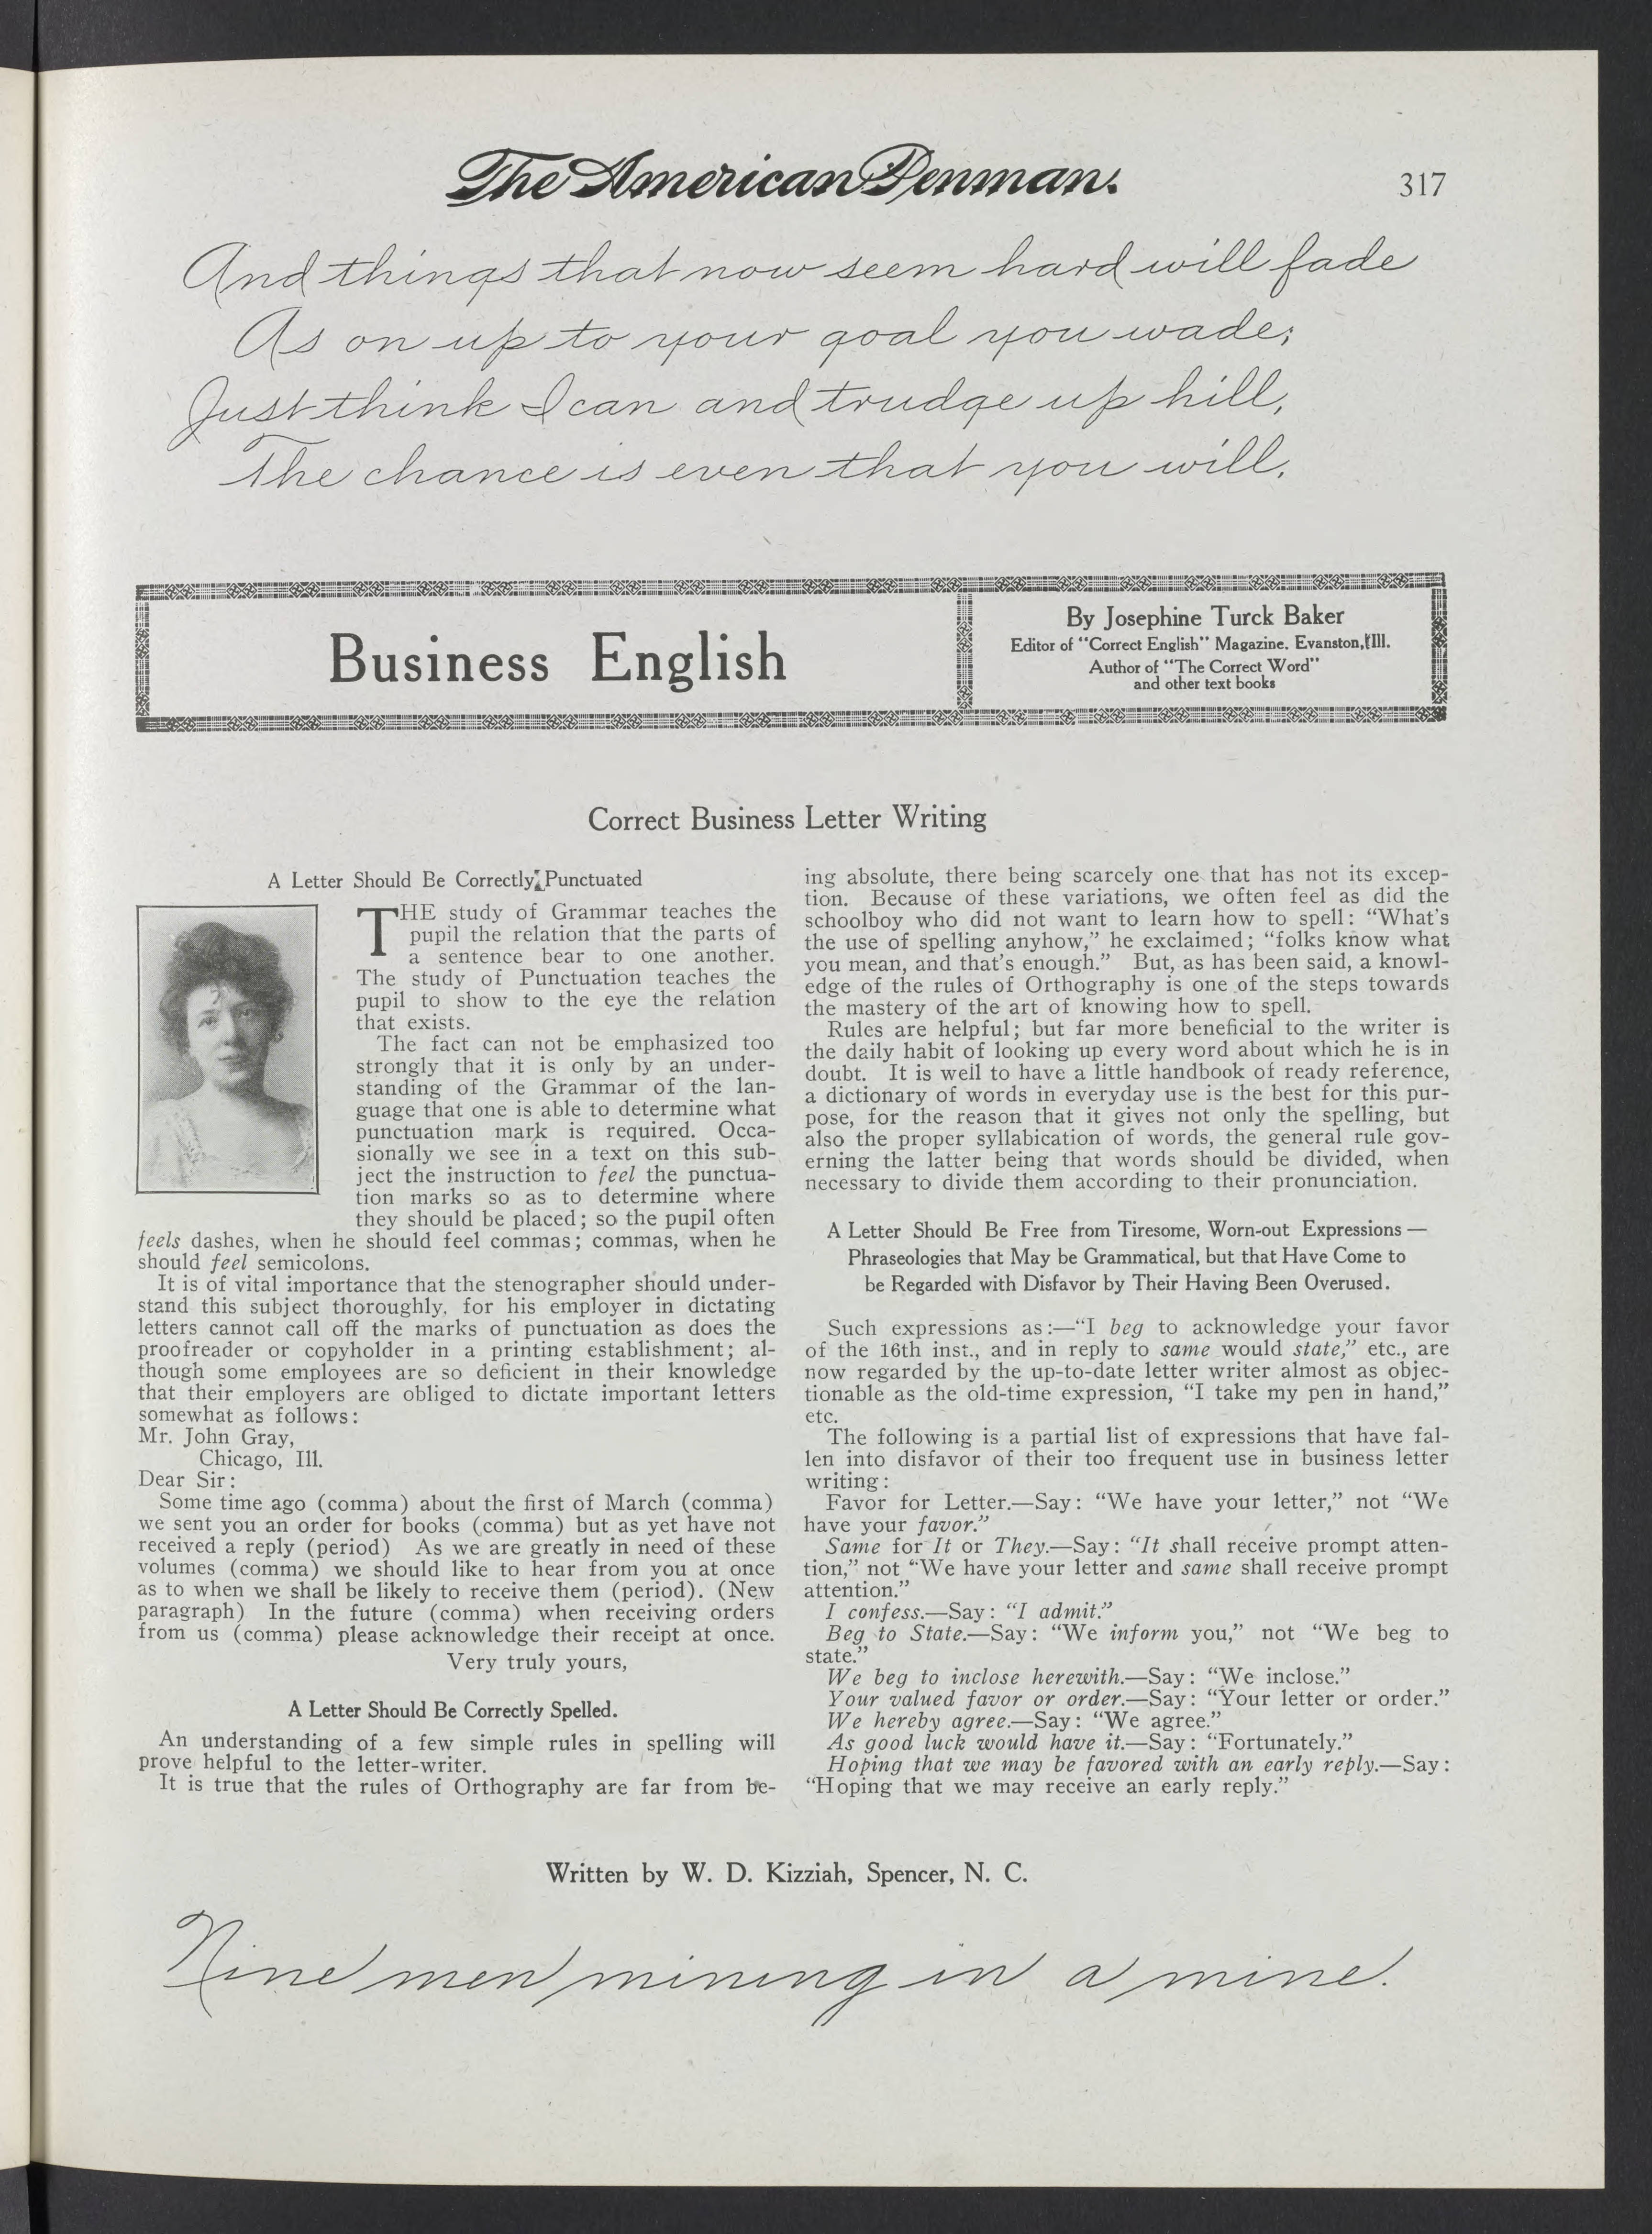 The American Penman.
317
And things that now seem hard will fade
As on up to your goal you wade;
Just think I can and trudge up hill,
The chance is even that you will.
Business English
By Josephine Turck Baker
Editor of "Correct English" Magazine. Evanston, Ill.
Author of "The Correct Word"
and other text books
Correct Business Letter Writing
A Letter Should Be Correctly Punctuated
THE study of Grammar teaches the
pupil the relation that the parts of
a sentence bear to one another.
The study of Punctuation teaches the
pupil to show to the eye the relation
that exists.
The fact can not be emphasized too
strongly that it is only by an under-
standing of the Grammar of the lan-
guage that one is able to determine what
punctuation mark is required. Occa-
sionally we see in a text on this sub-
ject the instruction to feel the punctua-
tion marks so as to determine where
they should be placed; so the pupil often
feels dashes, when he should feel commas; commas, when he
should feel semicolons.
It is of vital importance that the stenographer should under-
stand this subject thoroughly, for his employer in dictating
letters cannot call off the marks of punctuation as does the
proofreader or copyholder in a printing establishment; al-
though some employees are so deficient in their knowledge
that their employers are obliged to dictate important letters
somewhat as follows:
Mr. John Gray,
Chicago, Ill.
Dear Sir:
Some time ago (comma) about the first of March (comma)
we sent you an order for books (comma) but as yet have not
received a reply (period) As we are greatly in need of these
volumes (comma) we should like to hear from you at once
as to when we shall be likely to receive them (period). (New
paragraph) In the future (comma) when receiving orders
from us (comma) please acknowledge their receipt at once.
Very truly yours,
A Letter Should Be Correctly Spelled.
An understanding of a few simple rules in spelling will
prove helpful to the letter-writer.
It is true that the rules of Orthography are far from be-
ing absolute, there being scarcely one that has not its excep-
tion. Because of these variations, we often feel as did the
schoolboy who did not want to learn how to spell: "What's
the use of spelling anyhow," he exclaimed; "folks know what
you mean, and that's enough." But, as has been said, a knowl-
edge of the rules of Orthography is one of the steps towards
the mastery of the art of knowing how to spell.
Rules are helpful; but far more beneficial to the writer is
the daily habit of looking up every word about which he is in
doubt. It is well to have a little handbook of ready reference,
a dictionary of words in everyday use is the best for this pur-
pose, for the reason that it gives not only the spelling, but
also the proper syllabication of words, the general rule gov-
erning the latter being that words should be divided, when
necessary to divide them according to their pronunciation.
A Letter Should Be Free from Tiresome, Worn-out Expressions —
Phraseologies that May be Grammatical, but that Have Come to
be Regarded with Disfavor by Their Having Been Overused.
Such expressions as:—"I beg to acknowledge your favor
of the 16th inst., and in reply to same would state," etc., are
now regarded by the up-to-date letter writer almost as objec-
tionable as the old-time expression, "I take my pen in hand,"
etc.
The following is a partial list of expressions that have fal-
len into disfavor of their too frequent use in business letter
writing:
Favor for Letter.—Say: "We have your letter," not "We
have your favor."
Same for It or They.—Say: "It shall receive prompt atten-
tion," not "We have your letter and same shall receive prompt
attention."
I confess.—Say: "I admit."
Beg to State.—Say: "We inform you," not "We beg to
state."
We beg to inclose herewith.—Say: "We inclose."
Your valued favor or order.—Say: "Your letter or order."
We hereby agree.—Say: "We agree."
As good luck would have it.—Say: "Fortunately."
Hoping that we may be favored with an early reply.—Say:
"Hoping that we may receive an early reply."
Written by W. D. Kizziah, Spencer, N. C.
Nine men mining in a mine.